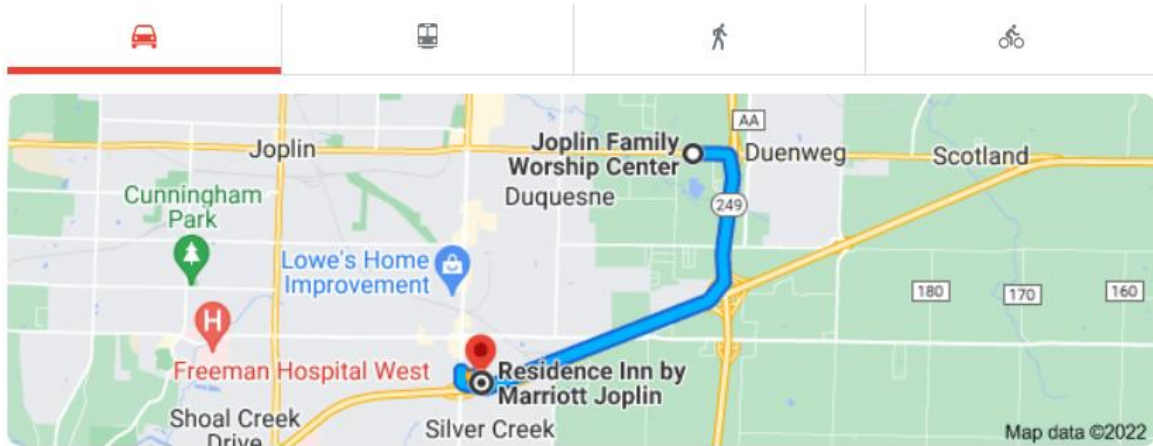 Joplin
Joplin Family
Worship Center
AA
Duenweg
Scotland
Cunningham
Park
Duquesne
249
Lowe's Home
Improvement
180
170
160
H
Freeman Hospital West
Residence Inn by
Marriott Joplin
Shoal Creek
Drive
Silver Creek
Map data ©2022